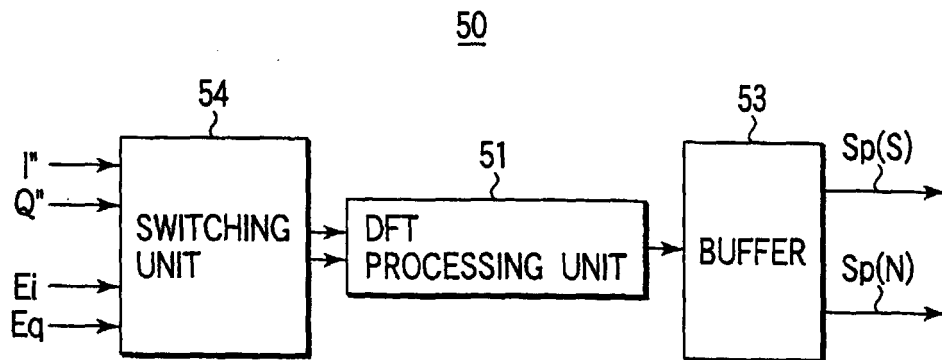 50
54
I"
Q"
Ei
Eq
SWITCHING
UNIT
51
DFT
PROCESSING UNIT
53
BUFFER
Sp(S)
Sp(N)